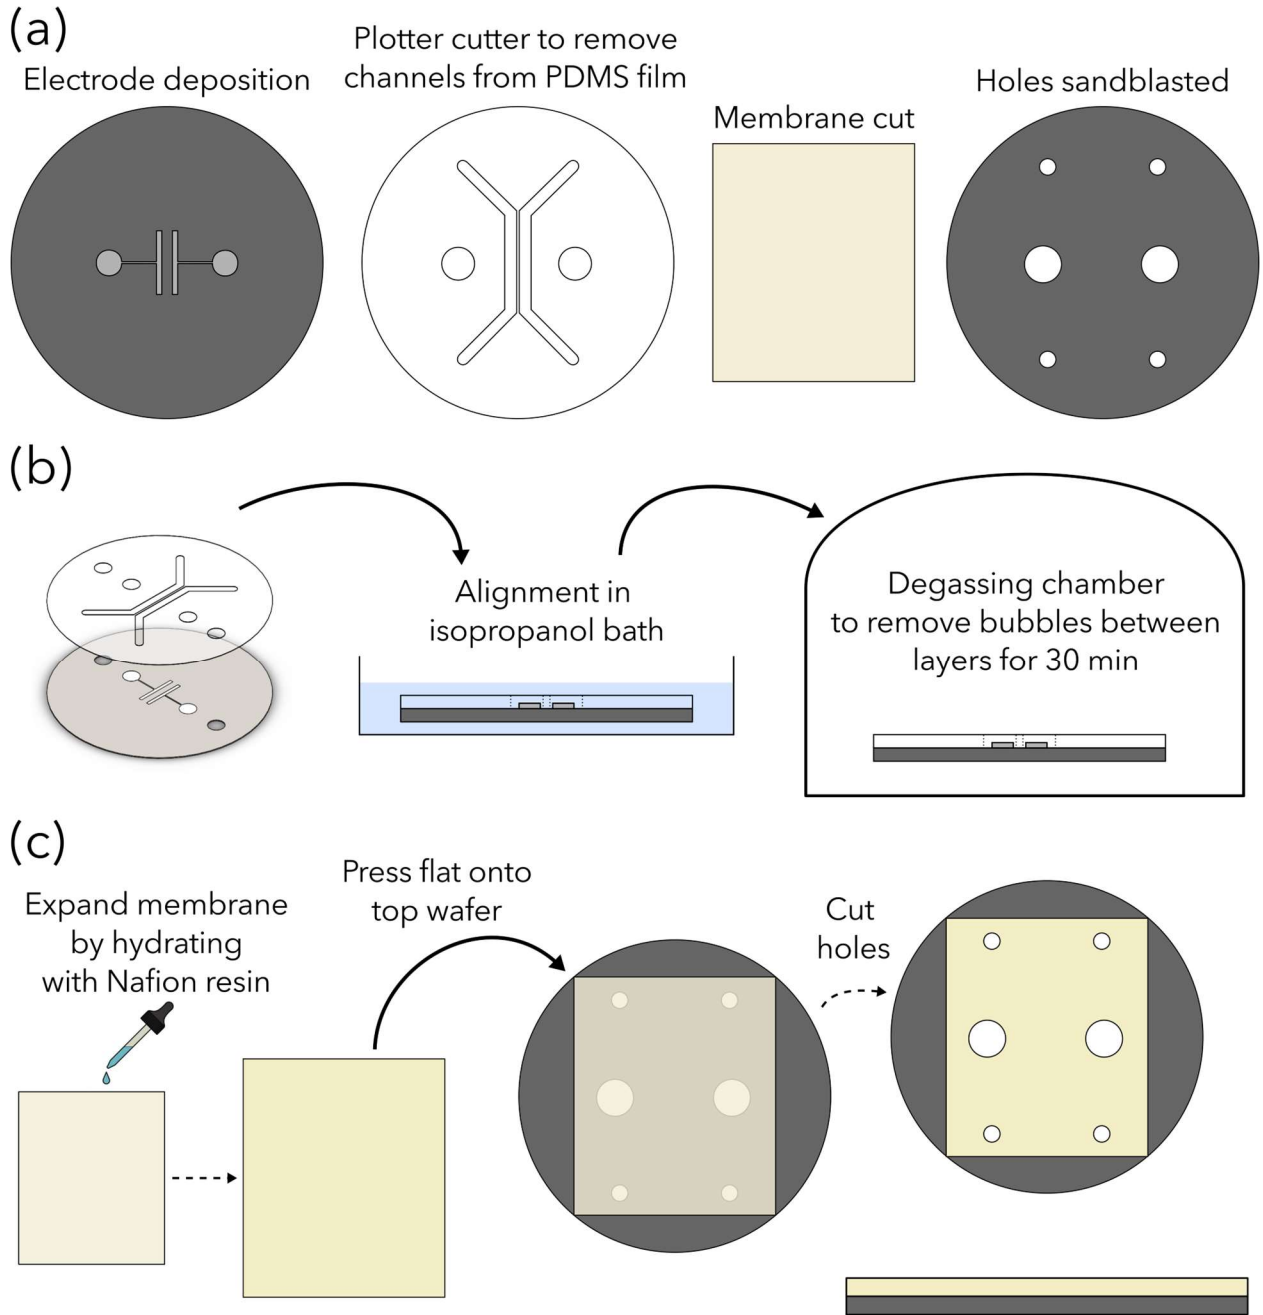 (a)
Electrode deposition
Plotter cutter to remove
channels from PDMS film
Membrane cut
Holes sandblasted
(b)
Alignment in
isopropanol bath
Degassing chamber
to remove bubbles between
layers for 30 min
(c)
Expand membrane
by hydrating
with Nafion resin
Press flat onto
top wafer
Cut
holes